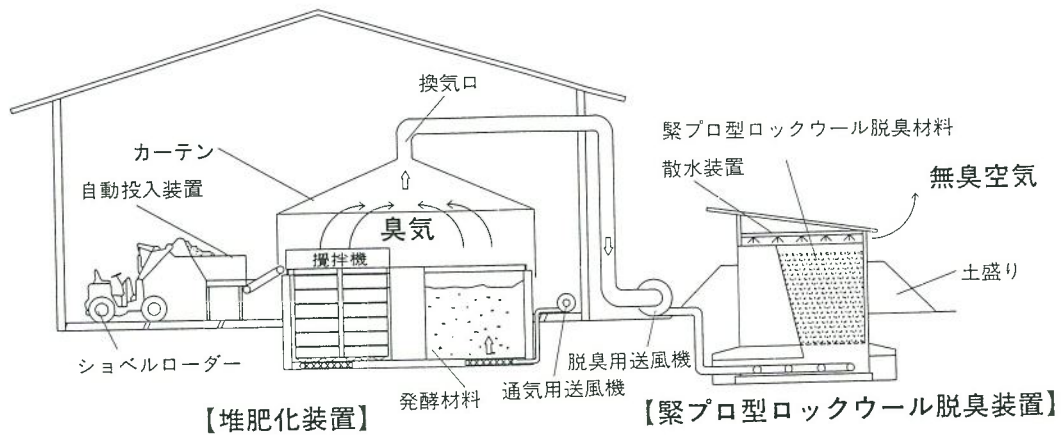 換気口
緊プロ型ロックウール脱臭材料
カーテン
散水装置
無臭空気
自動投入装置
臭気
攪拌機
土盛り
ショベルローダー
脱臭用送風機
発酵材料
通気用送風機
【堆肥化装置】
【緊プロ型ロックウール脱臭装置】